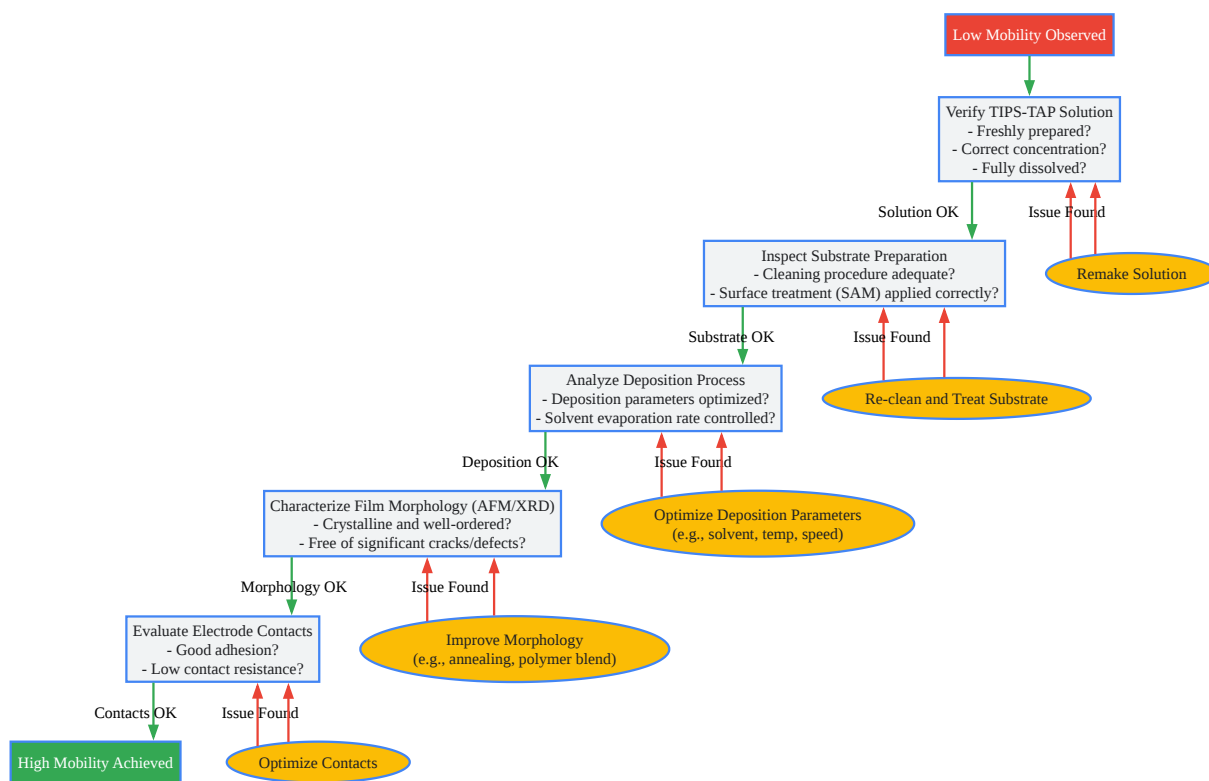 Low Mobility Observed
Verify TIPS-TAP Solution
- Freshly prepared?
- Correct concentration?
- Fully dissolved?
Solution OK
Issue Found
Inspect Substrate Preparation
- Cleaning procedure adequate?
- Surface treatment (SAM) applied correctly?
Remake Solution
Substrate OK
Issue Found
Analyze Deposition Process
- Deposition parameters optimized?
- Solvent evaporation rate controlled?
Re-clean and Treat Substrate
Deposition OK
Issue Found
Characterize Film Morphology (AFM/XRD)
- Crystalline and well-ordered?
- Free of significant cracks/defects?
Optimize Deposition Parameters
(e.g., solvent, temp, speed)
Morphology OK
Issue Found
Evaluate Electrode Contacts
- Good adhesion?
- Low contact resistance?
Improve Morphology
(e.g., annealing, polymer blend)
Contacts OK
Issue Found
High Mobility Achieved
Optimize Contacts